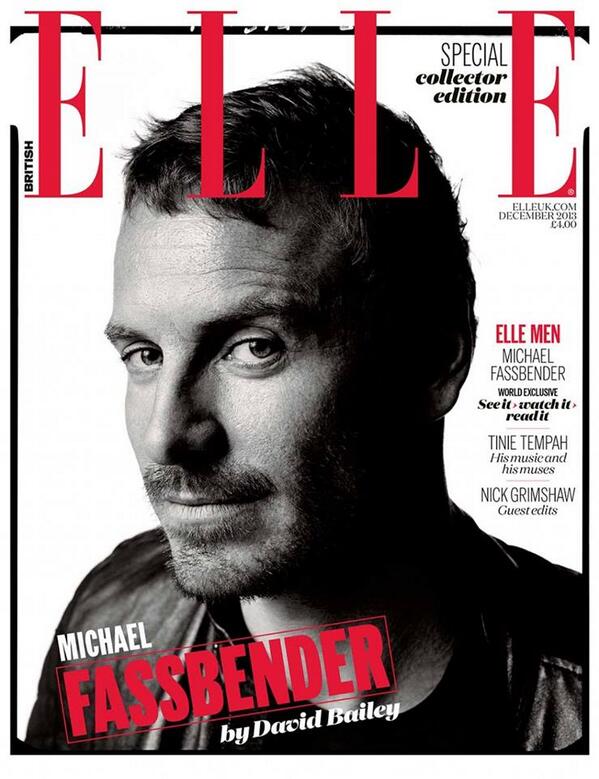 ELLE
BRITISH
SPECIAL
collector
edition
ELLEUK.COM
DECEMBER 2013
£4.00
ELLE MEN
MICHAEL
FASSBENDER
WORLD EXCLUSIVE
See it › watch it ›
read it
TINIE TEMPAH
His music and
his muses
NICK GRIMSHAW
Guest edits
MICHAEL
FASSBENDER
by David Bailey